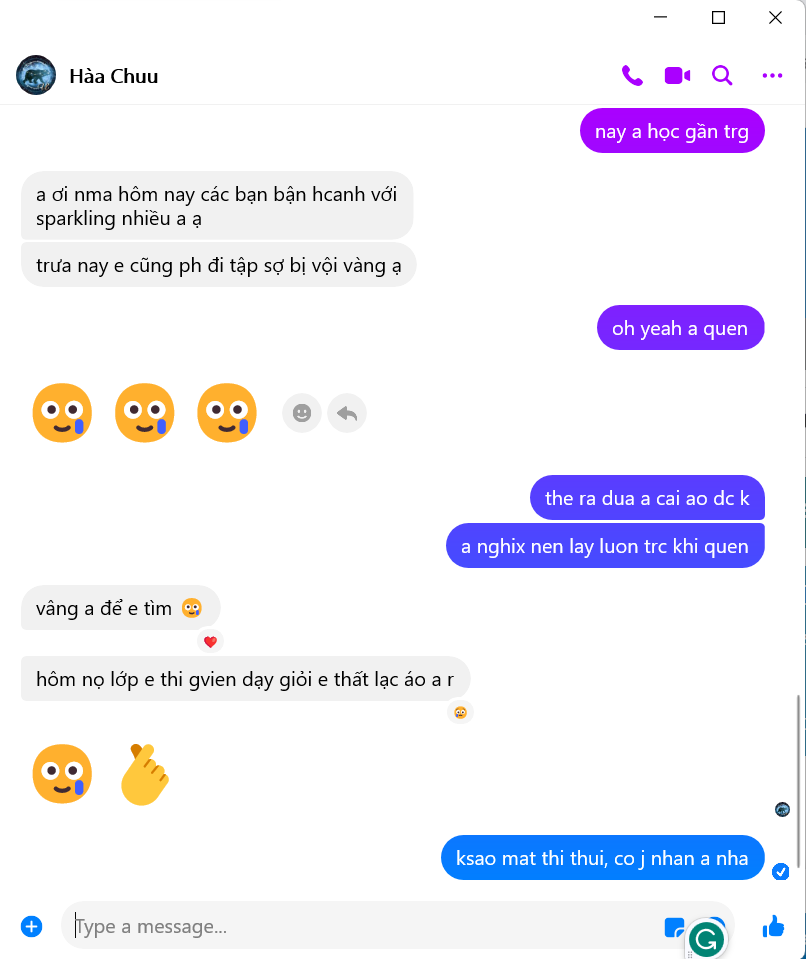 Hàa Chuu
nay a học gần trg
a ơi nma hôm nay các bạn bận hcanh với
sparkling nhiều a ạ
trưa nay e cũng ph đi tập sợ bị vội vàng ạ
oh yeah a quen
the ra dua a cai ao dc k
a nghix nen lay luon trc khi quen
vâng a để e tìm 🥲
hôm nọ lớp e thi gvien dạy giỏi e thất lạc áo a r
ksao mat thi thui, co j nhan a nha
Type a message...